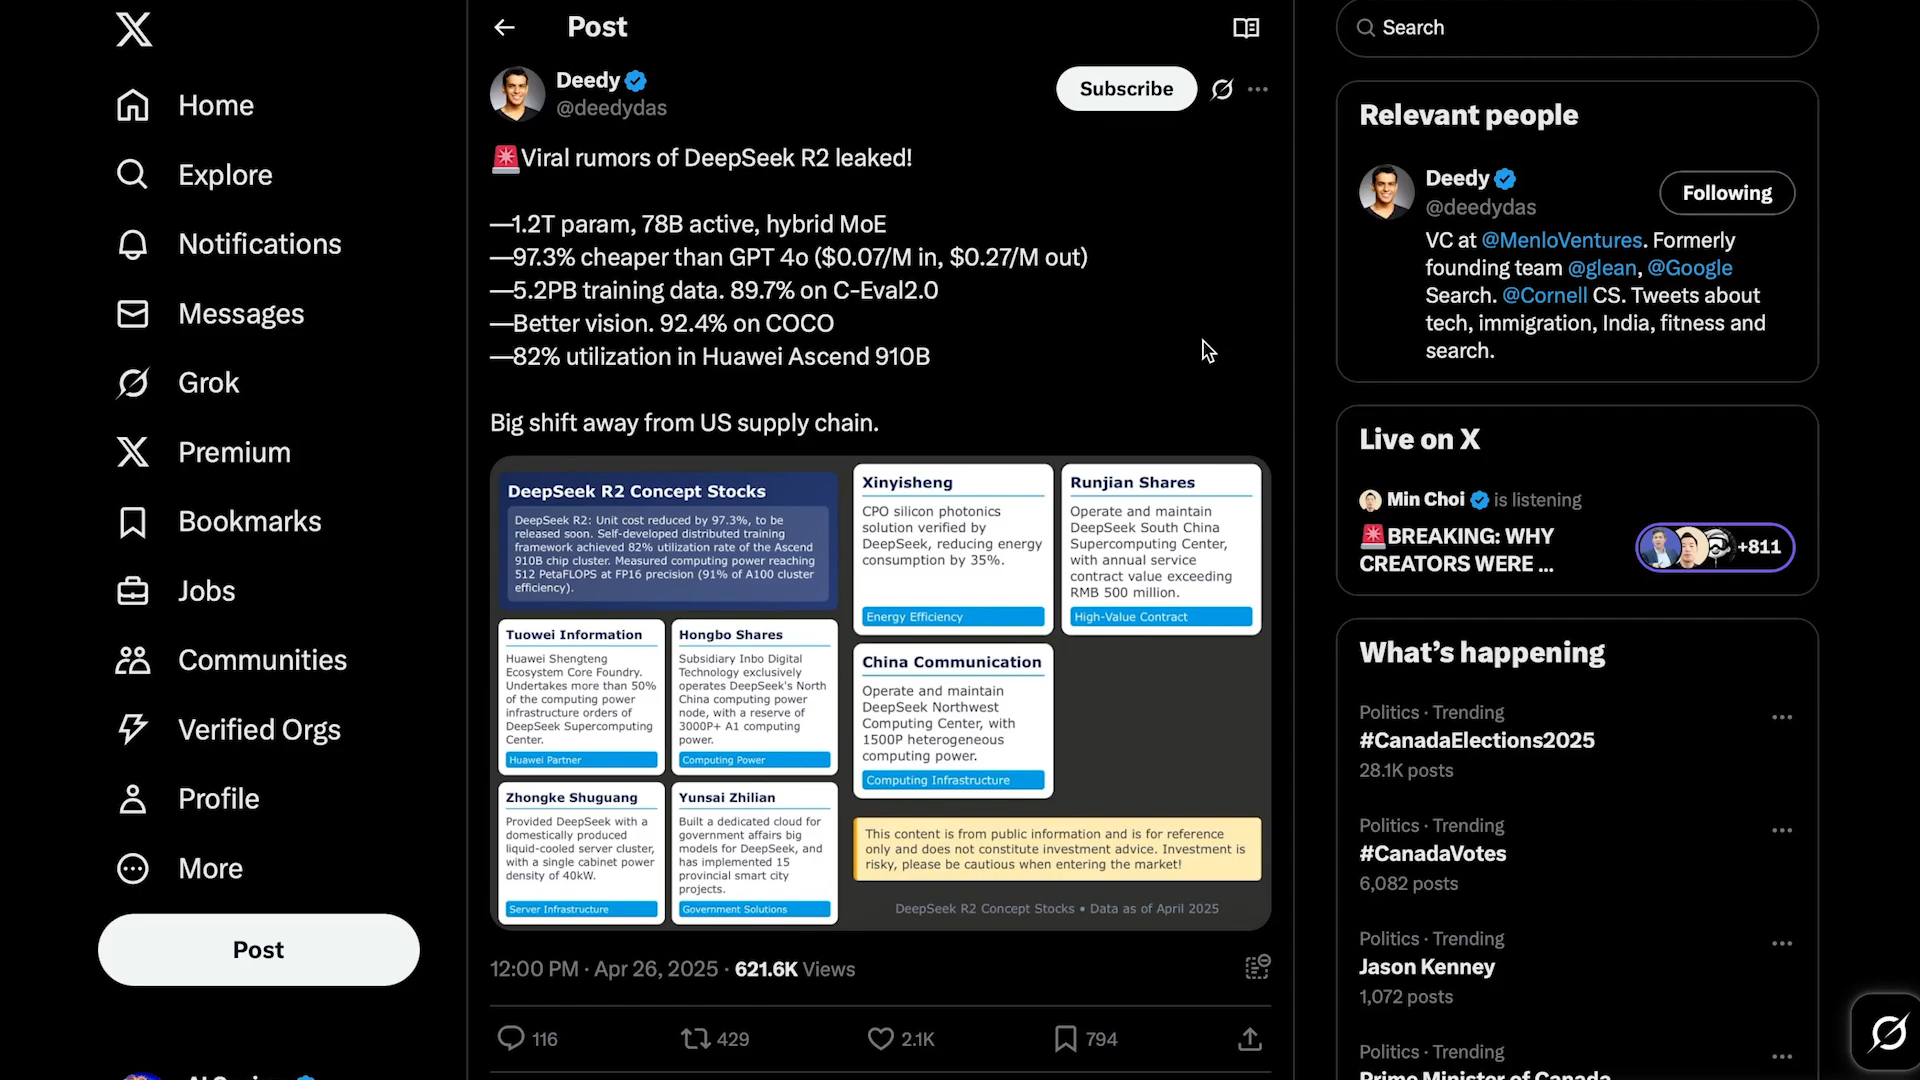 Home
Explore
Notifications
Messages
Grok
Premium
Bookmarks
Jobs
Communities
Verified Orgs
Profile
More
Post
Post
Deedy
@deedydas
Subscribe
🚨Viral rumors of DeepSeek R2 leaked!
—1.2T param, 78B active, hybrid MoE
—97.3% cheaper than GPT 4o ($0.07/M in, $0.27/M out)
—5.2PB training data. 89.7% on C-Eval2.0
—Better vision. 92.4% on COCO
—82% utilization in Huawei Ascend 910B
Big shift away from US supply chain.
DeepSeek R2 Concept Stocks
DeepSeek R2: Unit cost reduced by 97.3%, to be
released soon. Self-developed distributed training
framework achieved 82% utilization rate of the Ascend
910B chip cluster. Measured computing power reaching
512 PetaFLOPS at FP16 precision (91% of A100 cluster
efficiency).
Tuowei Information
Huawei Shengteng
Ecosystem Core Foundry.
Undertakes more than 50%
of the computing power
infrastructure orders of
DeepSeek Supercomputing
Center.
Huawei Partner
Hongbo Shares
Subsidiary Inbo Digital
Technology exclusively
operates DeepSeek's North
China computing power
node, with a reserve of
3000P+ A1 computing
power.
Computing Power
Zhongke Shuguang
Provided DeepSeek with a
domestically produced
liquid-cooled server cluster,
with a single cabinet power
density of 40kW.
Server Infrastructure
Yunsai Zhilian
Built a dedicated cloud for
government affairs big
models for DeepSeek, and
has implemented 15
provincial smart city
projects.
Government Solutions
Xinyisheng
CPO silicon photonics
solution verified by
DeepSeek, reducing energy
consumption by 35%.
Energy Efficiency
Runjian Shares
Operate and maintain
DeepSeek South China
Supercomputing Center,
with annual service
contract value exceeding
RMB 500 million.
High-Value Contract
China Communication
Operate and maintain
DeepSeek Northwest
Computing Center, with
1500P heterogeneous
computing power.
Computing Infrastructure
This content is from public information and is for reference
only and does not constitute investment advice. Investment is
risky, please be cautious when entering the market!
DeepSeek R2 Concept Stocks • Data as of April 2025
12:00 PM · Apr 26, 2025 · 621.6K Views
116
429
2.1K
794
Search
Relevant people
Deedy
@deedydas
Following
VC at @MenloVentures. Formerly
founding team @glean, @Google
Search. @Cornell CS. Tweets about
tech, immigration, India, fitness and
search.
Live on X
Min Choi is listening
🚨BREAKING: WHY
CREATORS WERE ...
+811
What's happening
Politics · Trending
#CanadaElections2025
28.1K posts
Politics · Trending
#CanadaVotes
6,082 posts
Politics · Trending
Jason Kenney
1,072 posts
Politics · Trending
Prime Minister of Canada